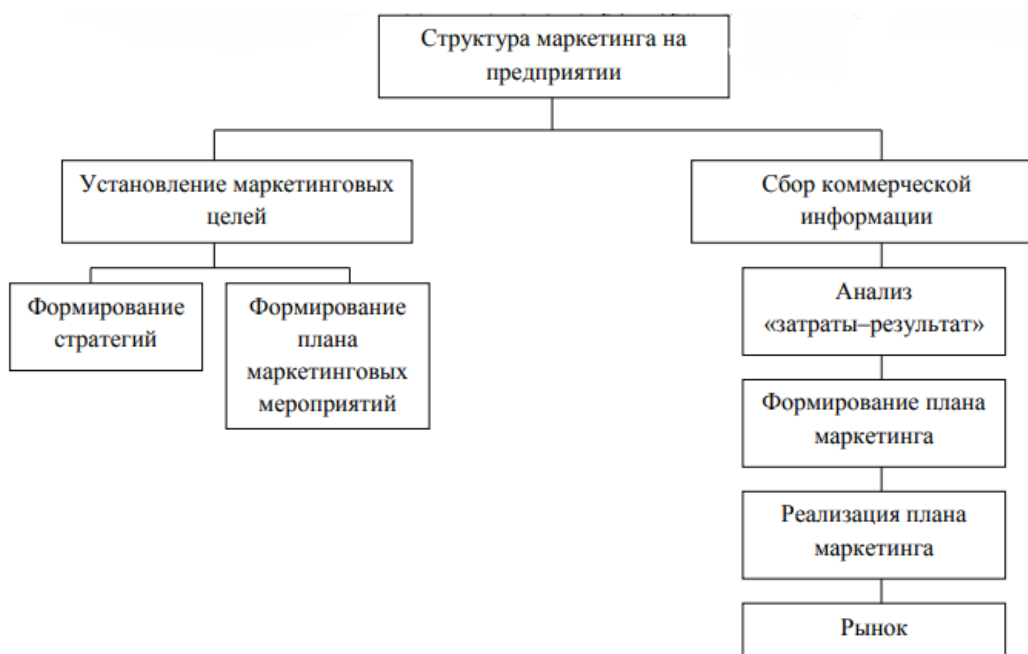 Структура маркетинга на
предприятии
Установление маркетинговых
целей
Сбор коммерческой
информации
Формирование
стратегий
Формирование
плана
маркетинговых
мероприятий
Анализ
«затраты–результат»
Формирование плана
маркетинга
Реализация плана
маркетинга
Рынок